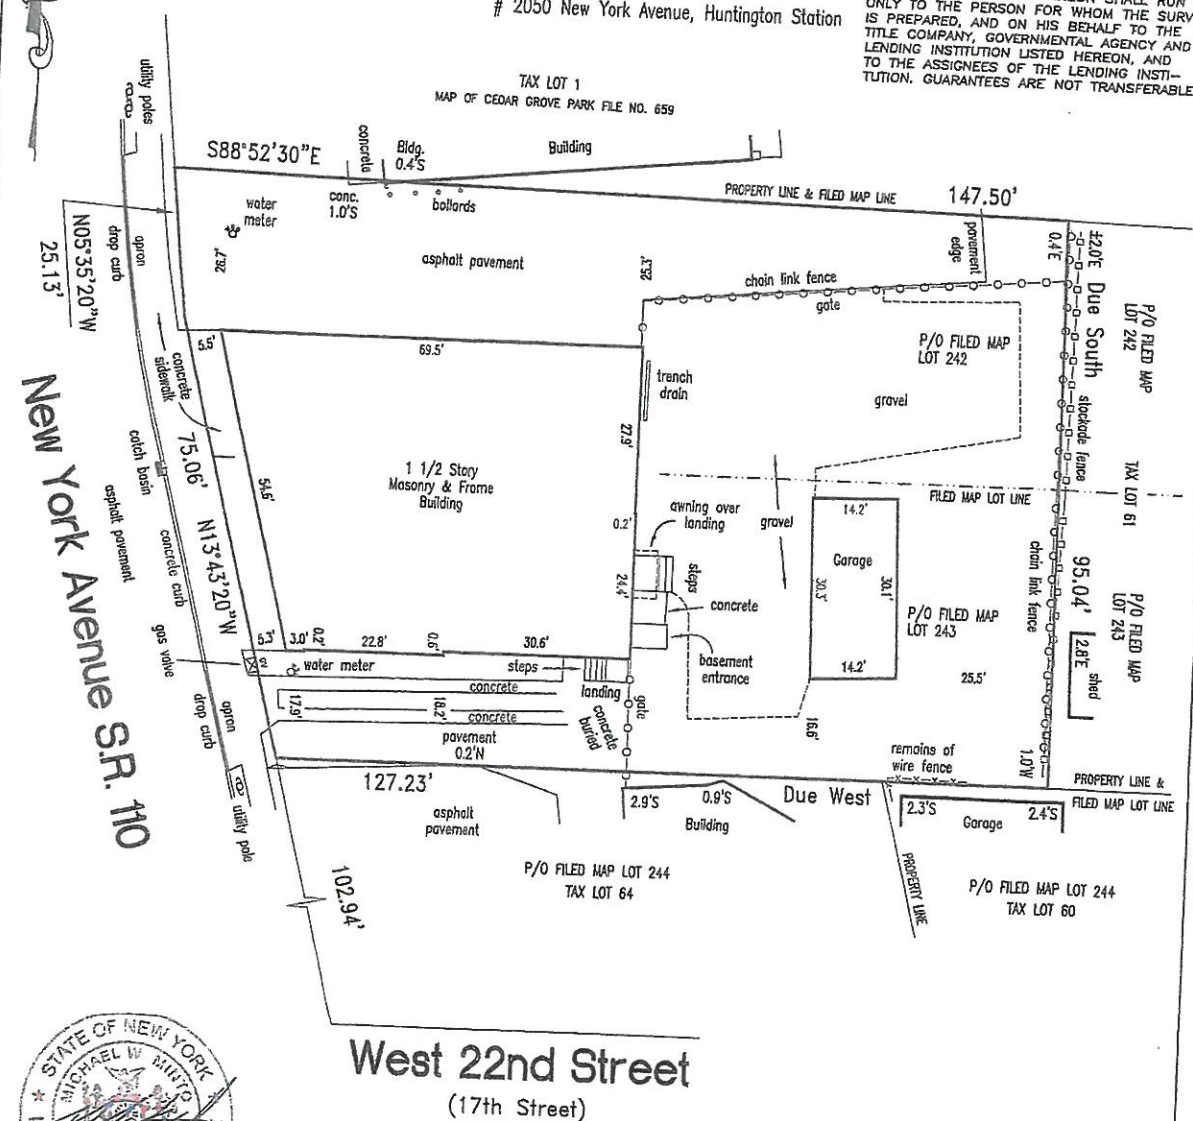 # 2050 New York Avenue, Huntington Station
ONLY TO THE PERSON FOR WHOM THE SURV
IS PREPARED, AND ON HIS BEHALF TO THE
TITLE COMPANY, GOVERNMENTAL AGENCY AND
LENDING INSTITUTION LISTED HEREON, AND
TO THE ASSIGNEES OF THE LENDING INSTI-
TUTION. GUARANTEES ARE NOT TRANSFERABLE
TAX LOT 1
MAP OF CEDAR GROVE PARK FILE NO. 659
utility poles
S88°52'30"E
concrete
Bldg.
0.4'S
Building
conc.
1.0'S
bollards
water
meter
PROPERTY LINE & FILED MAP LINE
147.50'
N05°35'20"W
25.13'
drop curb
apron
26.7'
asphalt pavement
25.3'
chain link fence
gate
pavement
edge
0.4'E
±2.0'E
Due South
stockade fence
P/O FILED MAP
LOT 242
5.5'
69.5'
concrete
sidewalk
trench
drain
P/O FILED MAP
LOT 242
gravel
New York Avenue S.R. 110
catch basin
asphalt pavement
75.06'
54.6'
1 1/2 Story
Masonry & Frame
Building
27.9'
0.2'
awning over
landing
gravel
FILED MAP LOT LINE
TAX LOT 61
concrete curb
N13°43'20"W
24.4'
steps
concrete
basement
entrance
14.2'
Garage
30.3'
30.1'
14.2'
P/O FILED MAP
LOT 243
25.5'
chain link fence
95.04'
P/O FILED MAP
LOT 243
2.8'E
shed
gas valve
5.3'
3.0'
0.2'
22.8'
0.6'
30.6'
water meter
steps
landing
concrete
17.9'
18.2'
concrete
concrete
buried
gate
drop curb
apron
pavement
0.2'N
16.6'
remains of
wire fence
1.0'W
PROPERTY LINE &
FILED MAP LOT LINE
127.23'
utility pole
asphalt
pavement
2.9'S
0.9'S
Building
Due West
2.3'S
Garage
2.4'S
102.94'
P/O FILED MAP LOT 244
TAX LOT 64
PROPERTY LINE
P/O FILED MAP LOT 244
TAX LOT 60
West 22nd Street
(17th Street)
STATE OF NEW YORK
MICHAEL W. MINTO